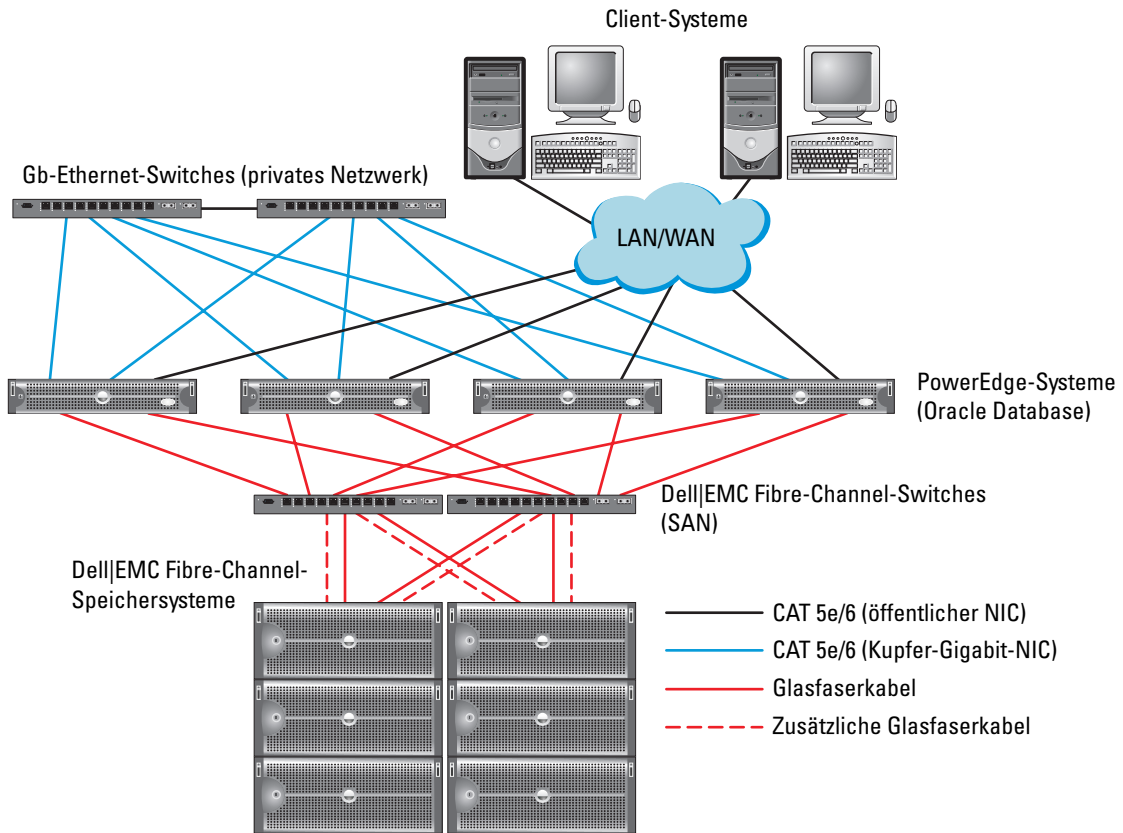 Client-Systeme
Gb-Ethernet-Switches (privates Netzwerk)
LAN/WAN
PowerEdge-Systeme
(Oracle Database)
Dell|EMC Fibre-Channel-Switches
(SAN)
Dell|EMC Fibre-Channel-
Speichersysteme
CAT 5e/6 (öffentlicher NIC)
CAT 5e/6 (Kupfer-Gigabit-NIC)
Glasfaserkabel
Zusätzliche Glasfaserkabel